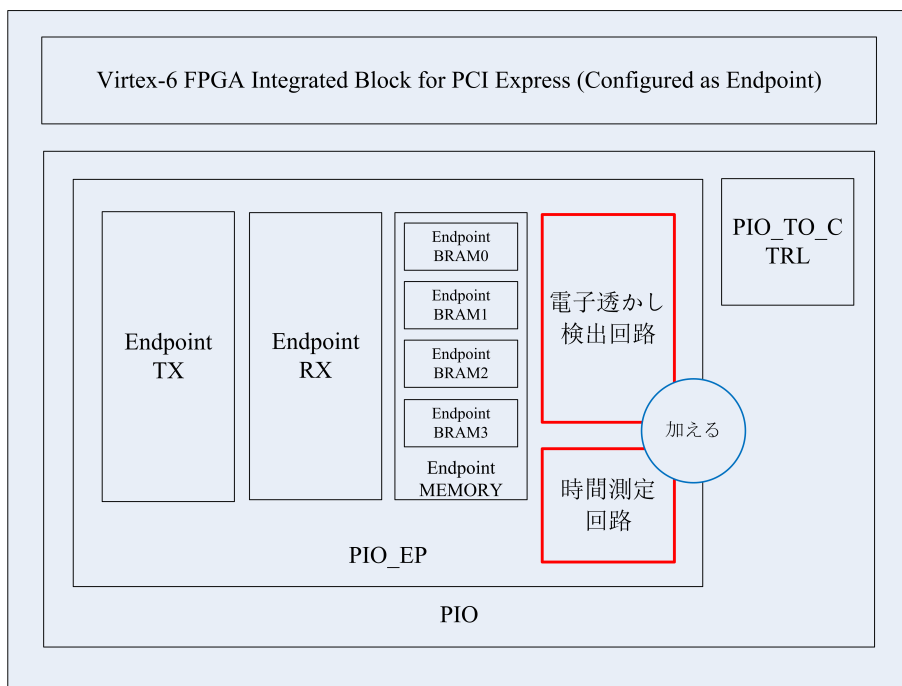 Virtex-6 FPGA Integrated Block for PCI Express (Configured as Endpoint)
Endpoint
TX
Endpoint
RX
Endpoint
BRAM0
Endpoint
BRAM1
Endpoint
BRAM2
Endpoint
BRAM3
Endpoint
MEMORY
電子透かし
検出回路
時間測定
回路
加える
PIO_TO_C
TRL
PIO_EP
PIO